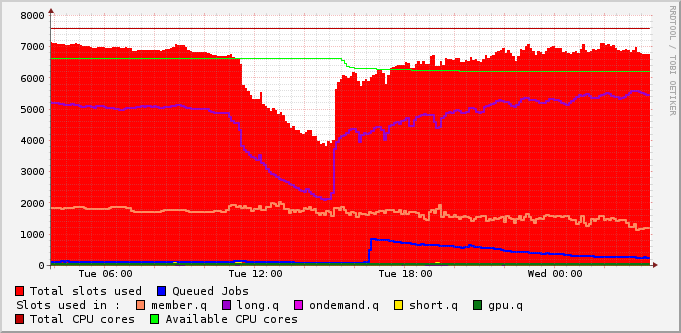 8000
7000
6000
5000
4000
3000
2000
1000
0
Tue 06:00 Tue 12:00 Tue 18:00 Wed 00:00
Total slots used Queued Jobs
Slots used in : member.q long.q ondemand.q short.q gpu.q
Total CPU cores Available CPU cores
RRDTOOL / TOBI OETIKER